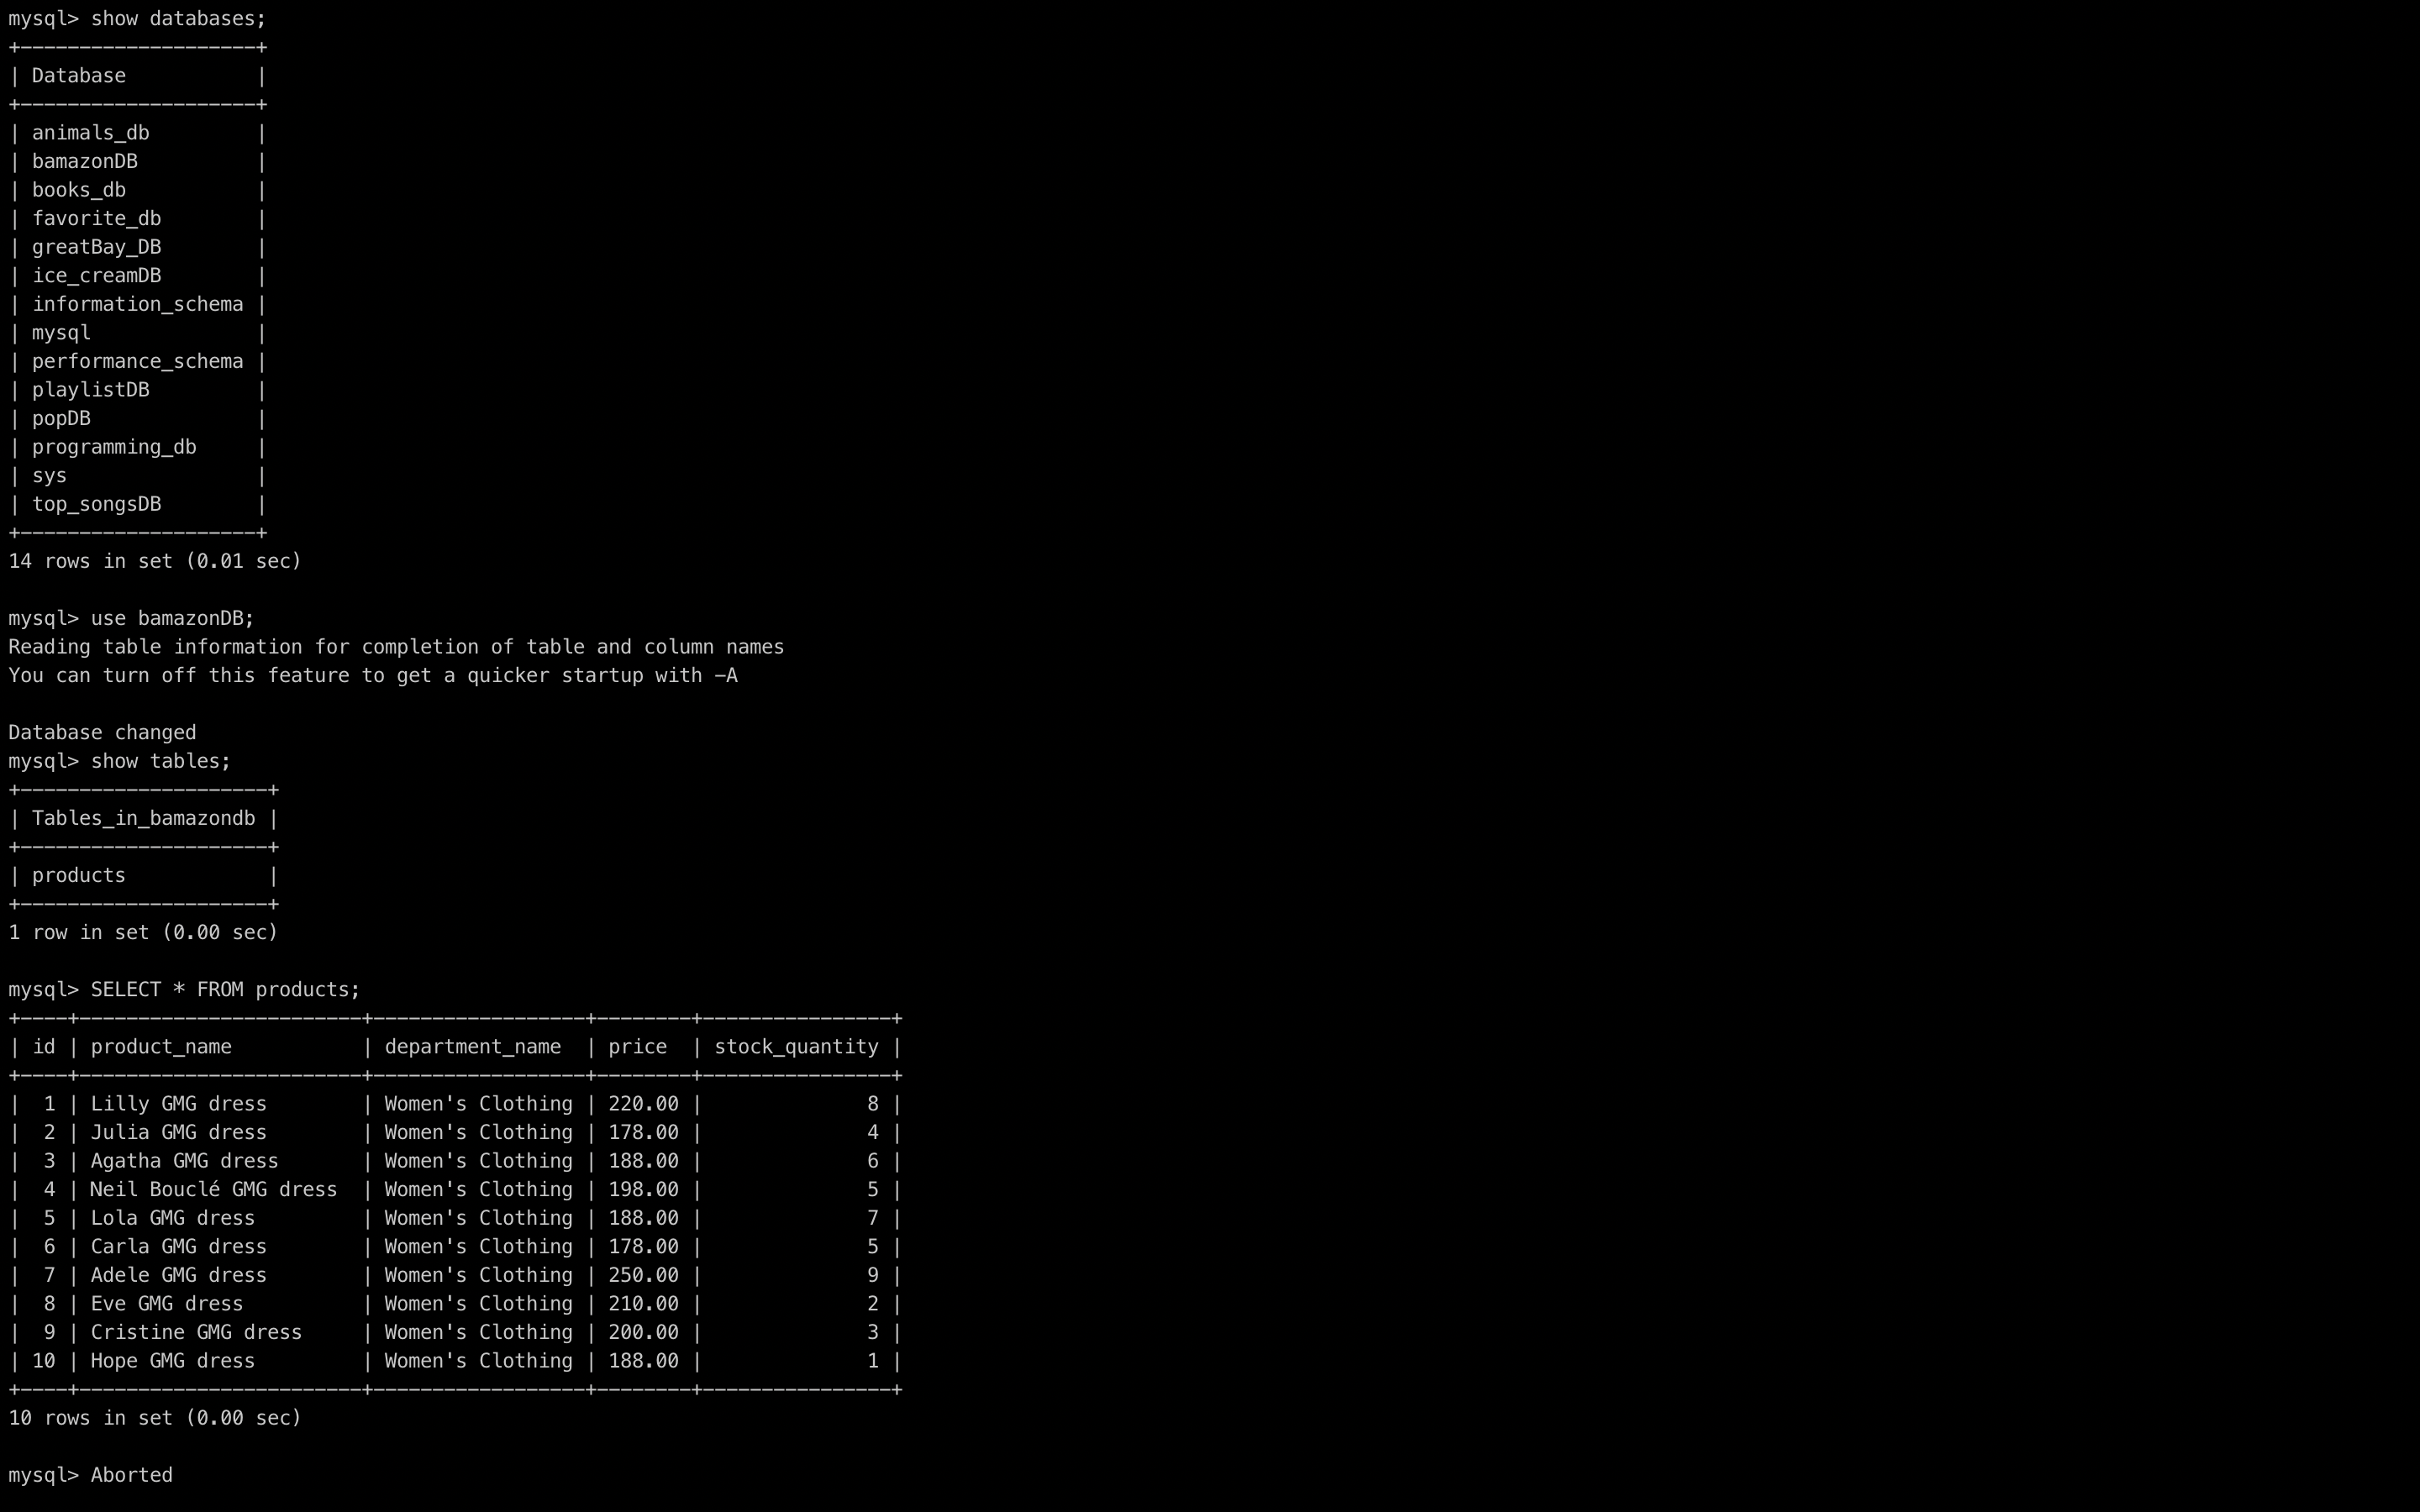 mysql> show databases;
+--------------------+
| Database           |
+--------------------+
| animals_db         |
| bamazonDB          |
| books_db           |
| favorite_db        |
| greatBay_DB        |
| ice_creamDB        |
| information_schema |
| mysql              |
| performance_schema |
| playlistDB         |
| popDB              |
| programming_db     |
| sys                |
| top_songsDB        |
+--------------------+
14 rows in set (0.01 sec)

mysql> use bamazonDB;
Reading table information for completion of table and column names
You can turn off this feature to get a quicker startup with -A

Database changed
mysql> show tables;
+---------------------+
| Tables_in_bamazondb |
+---------------------+
| products            |
+---------------------+
1 row in set (0.00 sec)

mysql> SELECT * FROM products;
+----+------------------------+------------------+--------+----------------+
| id | product_name           | department_name  | price  | stock_quantity |
+----+------------------------+------------------+--------+----------------+
|  1 | Lilly GMG dress        | Women's Clothing | 220.00 |              8 |
|  2 | Julia GMG dress        | Women's Clothing | 178.00 |              4 |
|  3 | Agatha GMG dress       | Women's Clothing | 188.00 |              6 |
|  4 | Neil Bouclé GMG dress  | Women's Clothing | 198.00 |              5 |
|  5 | Lola GMG dress         | Women's Clothing | 188.00 |              7 |
|  6 | Carla GMG dress        | Women's Clothing | 178.00 |              5 |
|  7 | Adele GMG dress        | Women's Clothing | 250.00 |              9 |
|  8 | Eve GMG dress          | Women's Clothing | 210.00 |              2 |
|  9 | Cristine GMG dress     | Women's Clothing | 200.00 |              3 |
| 10 | Hope GMG dress         | Women's Clothing | 188.00 |              1 |
+----+------------------------+------------------+--------+----------------+
10 rows in set (0.00 sec)

mysql> Aborted